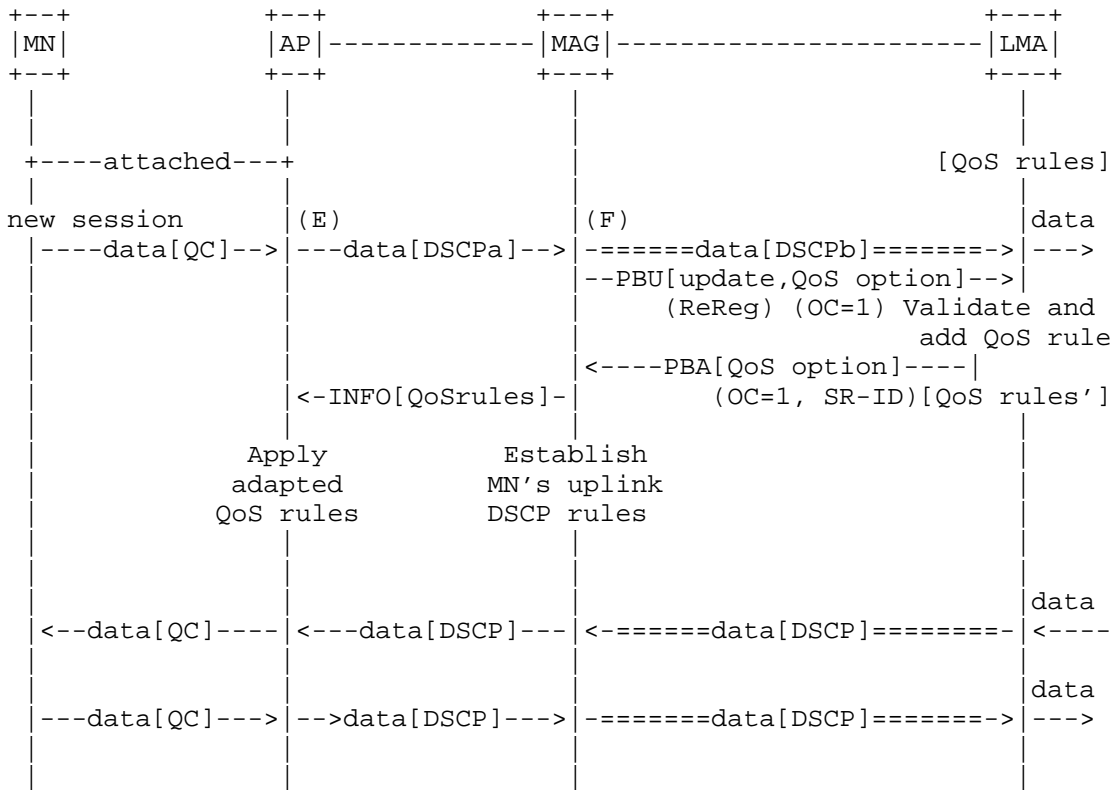 +--+ +--+ +----+ +----+
|MN| |AP|-------------|MAG|-----------------------|LMA|
+--+ +--+ +----+ +----+
+----attached---+ [QoS rules]
new session |(E) |(F) |data
|----data[QC]-->|---data[DSCPa]-->|-======data[DSCPb]=======->|--->
|--PBU[update,QoS option]-->|
(ReReg) (OC=1) Validate and
add QoS rule
|<----PBA[QoS option]----|
|<-INFO[QoSrules]-| (OC=1, SR-ID)[QoS rules']
Apply Establish
adapted MN's uplink
QoS rules DSCP rules
|data
|<--data[QC]----|<---data[DSCP]---|<-======data[DSCP]========-|<----
|data
|---data[QC]--->|-->data[DSCP]--->|-=======data[DSCP]=======->|--->